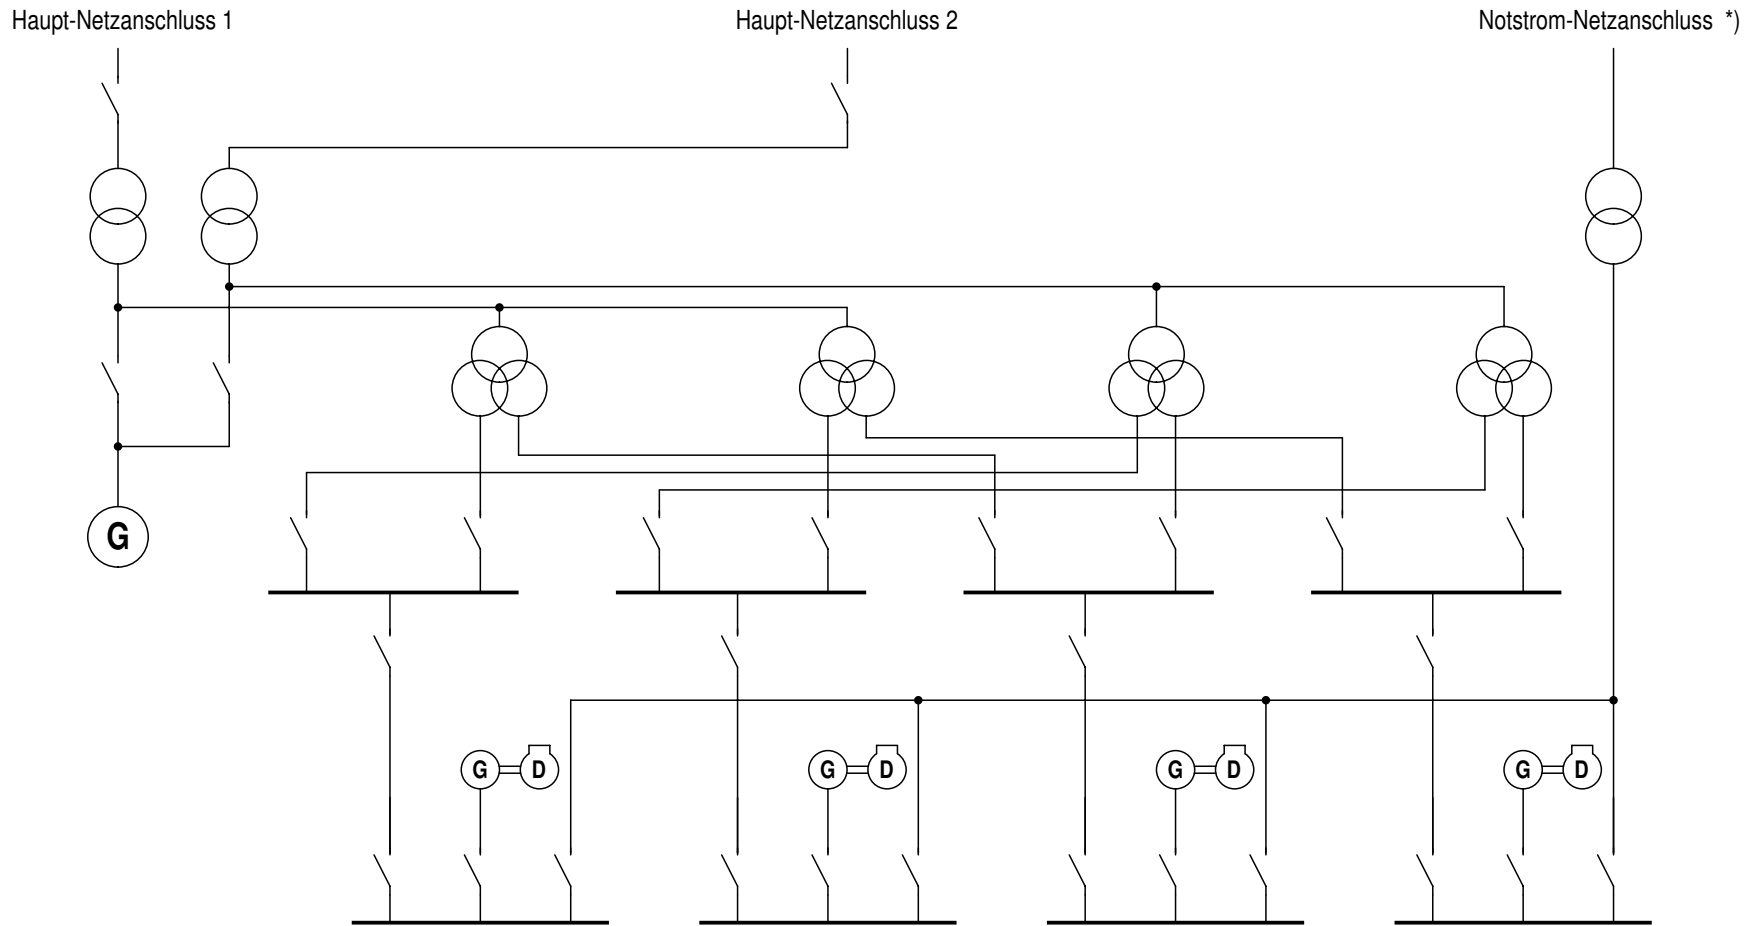 Haupt-Netzanschluss 1
Haupt-Netzanschluss 2
Notstrom-Netzanschluss *)
G
G D
G D
G D
G D